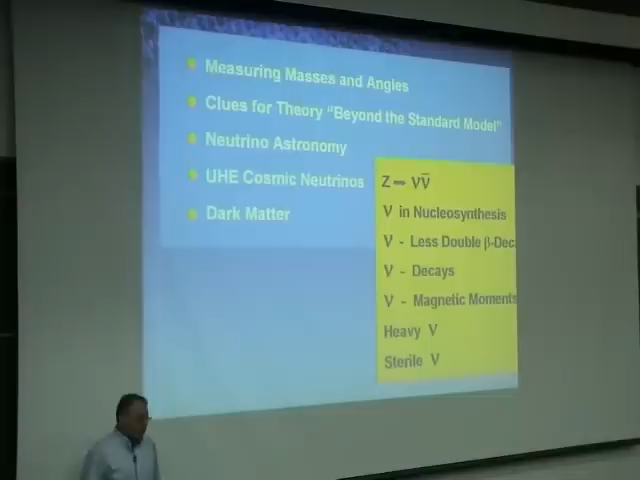 Measuring Masses and Angles
Clues for Theory “Beyond the Standard Model”
Neutrino Astronomy
UHE Cosmic Neutrinos
Dark Matter
Z ➡ νν̅
ν in Nucleosynthesis
ν - Less Double β-Dec
ν - Decays
ν - Magnetic Moments
Heavy ν
Sterile ν